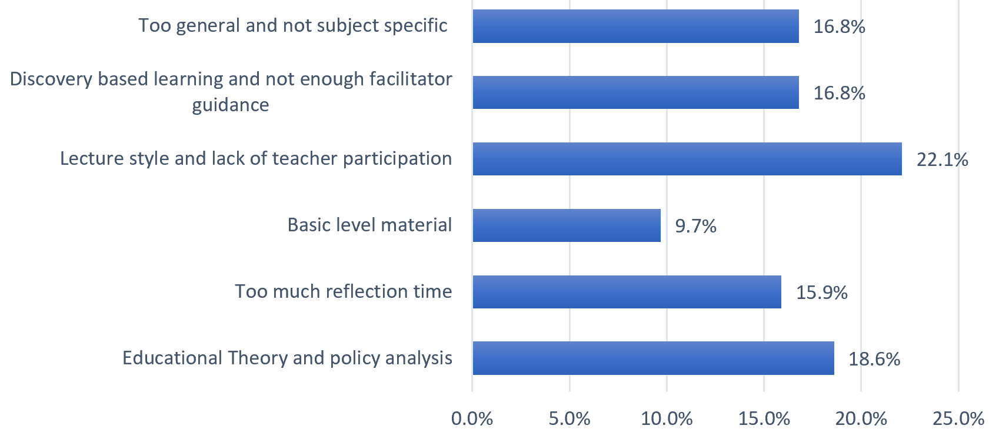 Too general and not subject specific
16.8%
Discovery based learning and not enough facilitator
guidance
16.8%
Lecture style and lack of teacher participation
22.1%
Basic level material
9.7%
Too much reflection time
15.9%
Educational Theory and policy analysis
18.6%
0.0% 5.0% 10.0% 15.0% 20.0% 25.0%